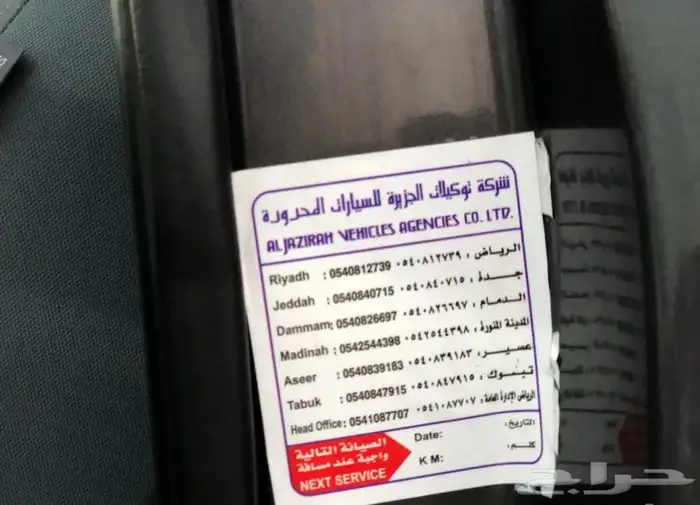 شركة توكيلات الجزيرة للسيارات المحدودة
ALJAZIRAH VEHICLES AGENCIES CO. LTD.
Riyadh : 0540812739 الرياض : ٠٥٤٠٨١٢٧٣٩
Jeddah : 0540840715 جدة : ٠٥٤٠٨٤٠٧١٥
Dammam: 0540826697 الدمام : ٠٥٤٠٨٢٦٦٩٧
Madinah : 0542544398 المدينة المنورة : ٠٥٤٢٥٤٤٣٩٨
Aseer : 0540839183 عسير : ٠٥٤٠٨٣٩١٨٣
Tabuk : 0540847915 تبوك : ٠٥٤٠٨٤٧٩١٥
Head Office: 0541087707 الرياض الإدارة العامة : ٠٥٤١٠٨٧٧٠٧
الصيانة التالية
واجبة عند مسافة
NEXT SERVICE
Date: التاريخ:
KM: كلم:
حراج